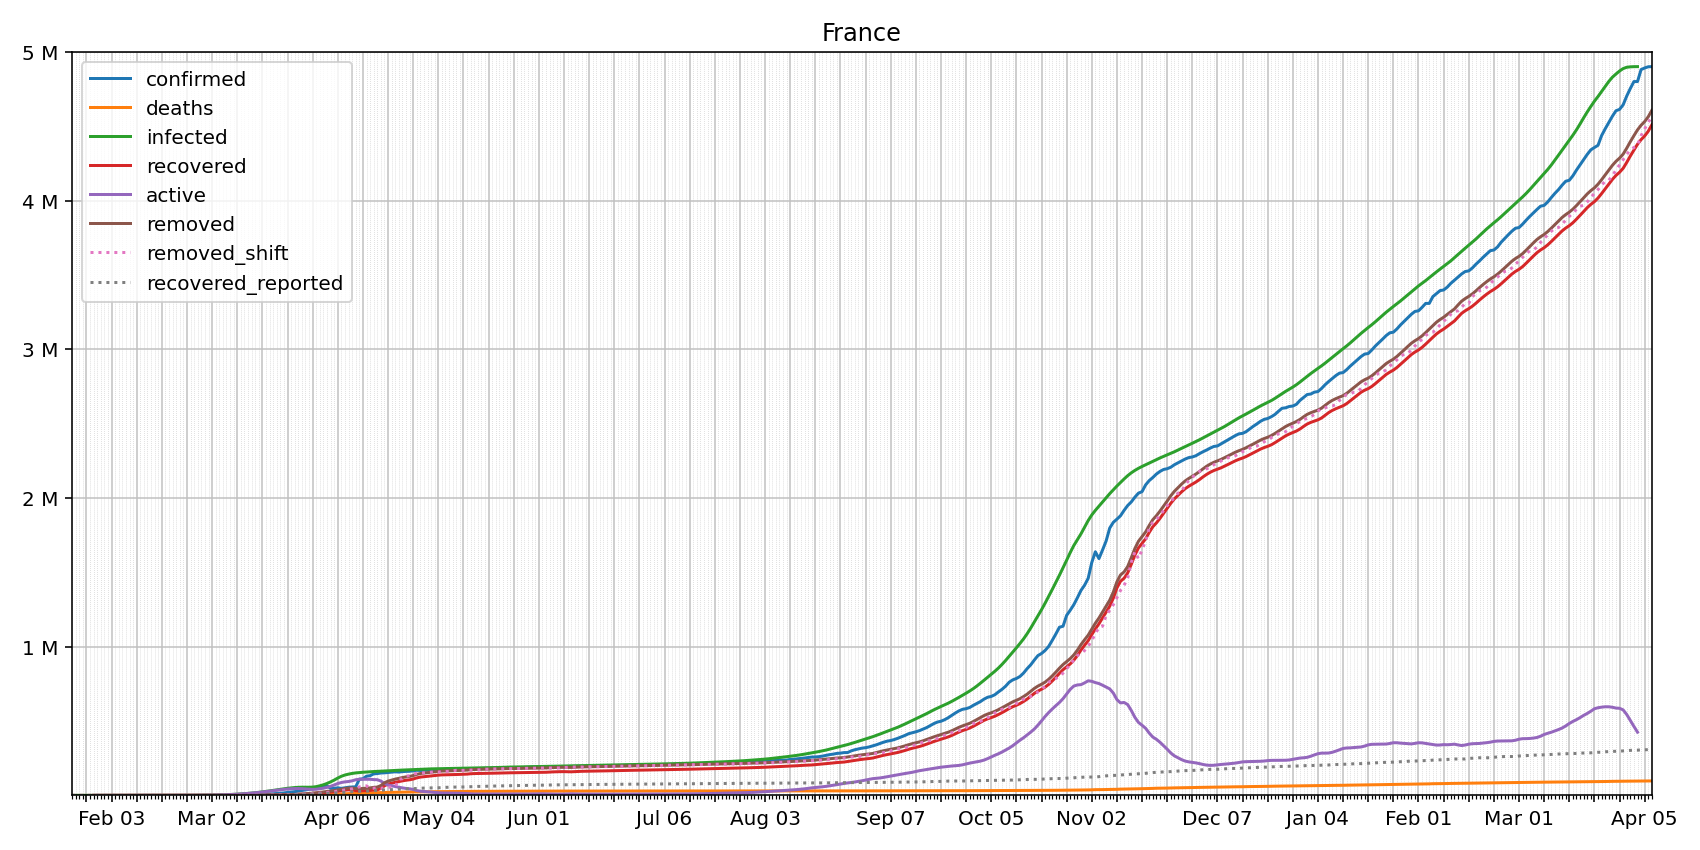 France
5 M
4 M
3 M
2 M
1 M
confirmed
deaths
infected
recovered
active
removed
removed_shift
recovered_reported
Feb 03 Mar 02 Apr 06 May 04 Jun 01 Jul 06 Aug 03 Sep 07 Oct 05 Nov 02 Dec 07 Jan 04 Feb 01 Mar 01 Apr 05